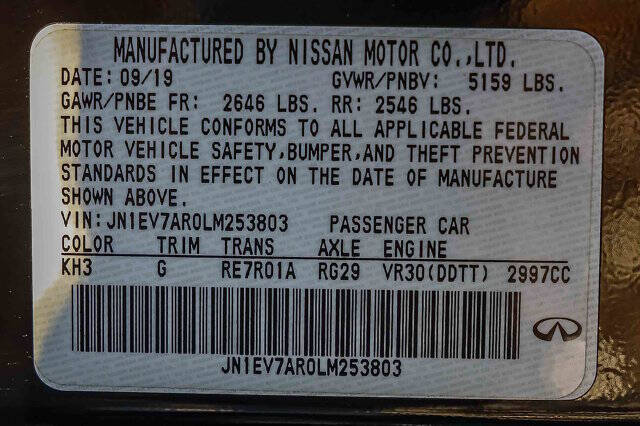 MANUFACTURED BY NISSAN MOTOR CO.,LTD.
DATE: 09/19 GVWR/PNBV: 5159 LBS.
GAWR/PNBE FR: 2646 LBS. RR: 2546 LBS.
THIS VEHICLE CONFORMS TO ALL APPLICABLE FEDERAL
MOTOR VEHICLE SAFETY,BUMPER,AND THEFT PREVENTION
STANDARDS IN EFFECT ON THE DATE OF MANUFACTURE
SHOWN ABOVE.
VIN:JN1EV7AR0LM253803 PASSENGER CAR
COLOR TRIM TRANS AXLE ENGINE
KH3 G RE7R01A RG29 VR30(DDTT) 2997CC
JN1EV7AR0LM253803